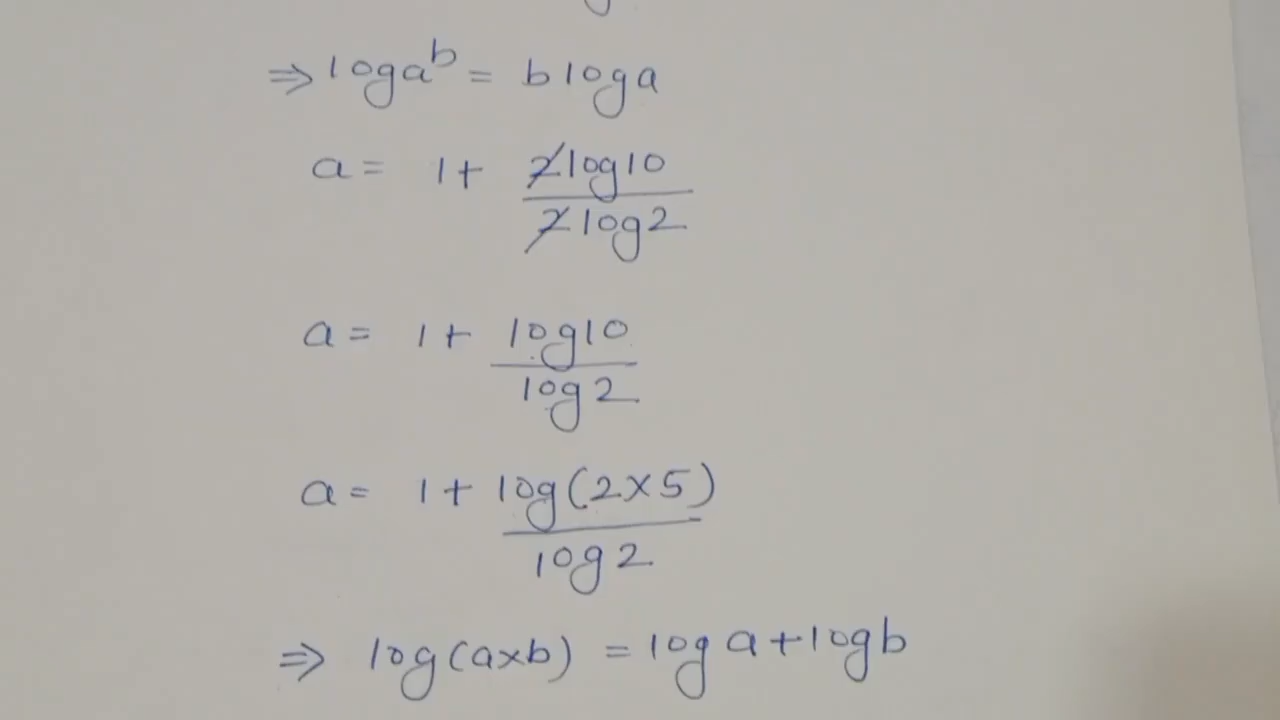 ⇒ log a^b = b log a
a = 1 + 2 log 10 / 2 log 2
a = 1 + log 10 / log 2
a = 1 + log (2 × 5) / log 2
⇒ log (a×b) = log a + log b